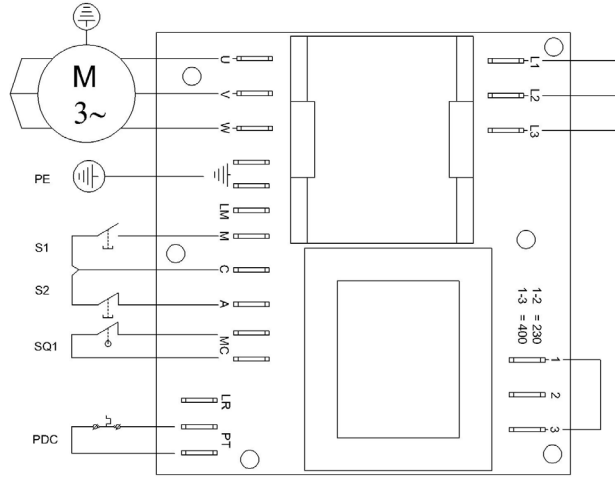 M
3~
PE
S1
S2
SQ1
PDC
U
V
W
LM
M
C
A
MC
LR
PT
L1
L2
L3
1-2 = 230
1-3 = 400
1
2
3